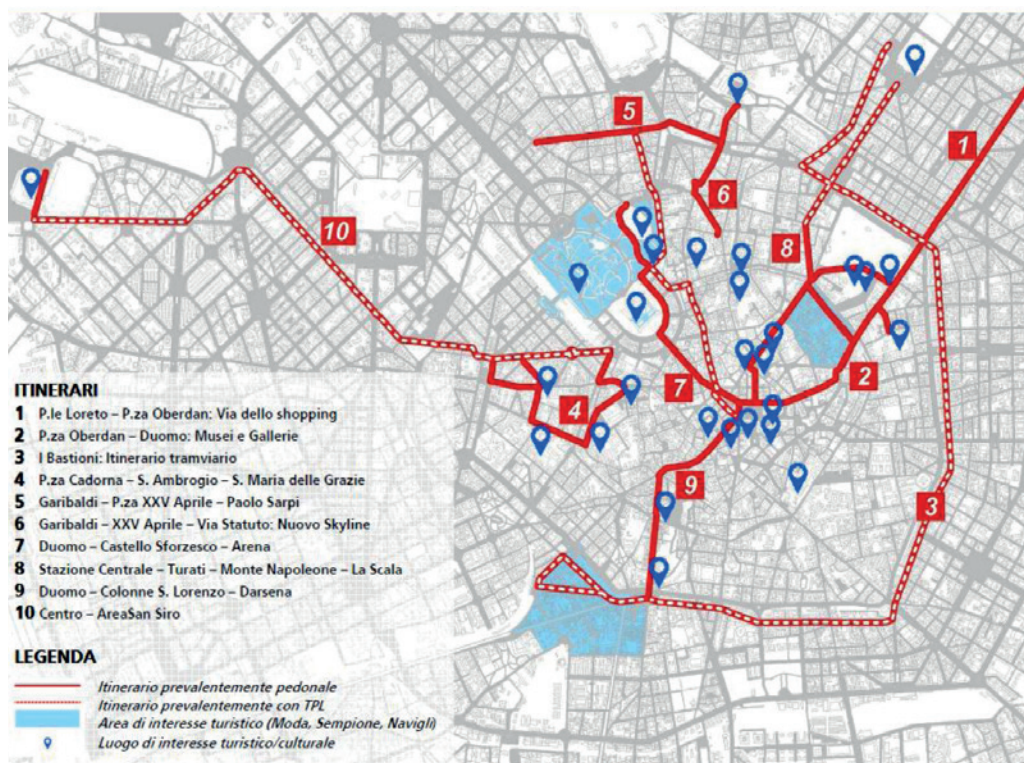 5
1
6
10
8
2
7
4
9
3
ITINERARI
1 P.le Loreto – P.za Oberdan: Via dello shopping
2 P.za Oberdan – Duomo: Musei e Gallerie
3 I Bastioni: Itinerario tramviario
4 P.za Cadorna – S. Ambrogio – S. Maria delle Grazie
5 Garibaldi – P.za XXV Aprile – Paolo Sarpi
6 Garibaldi – XXV Aprile – Via Statuto: Nuovo Skyline
7 Duomo – Castello Sforzesco – Arena
8 Stazione Centrale – Turati – Monte Napoleone – La Scala
9 Duomo – Colonne S. Lorenzo – Darsena
10 Centro – AreaSan Siro
LEGENDA
Itinerario prevalentemente pedonale
Itinerario prevalentemente con TPL
Area di interesse turistico (Moda, Sempione, Navigli)
Luogo di interesse turistico/culturale